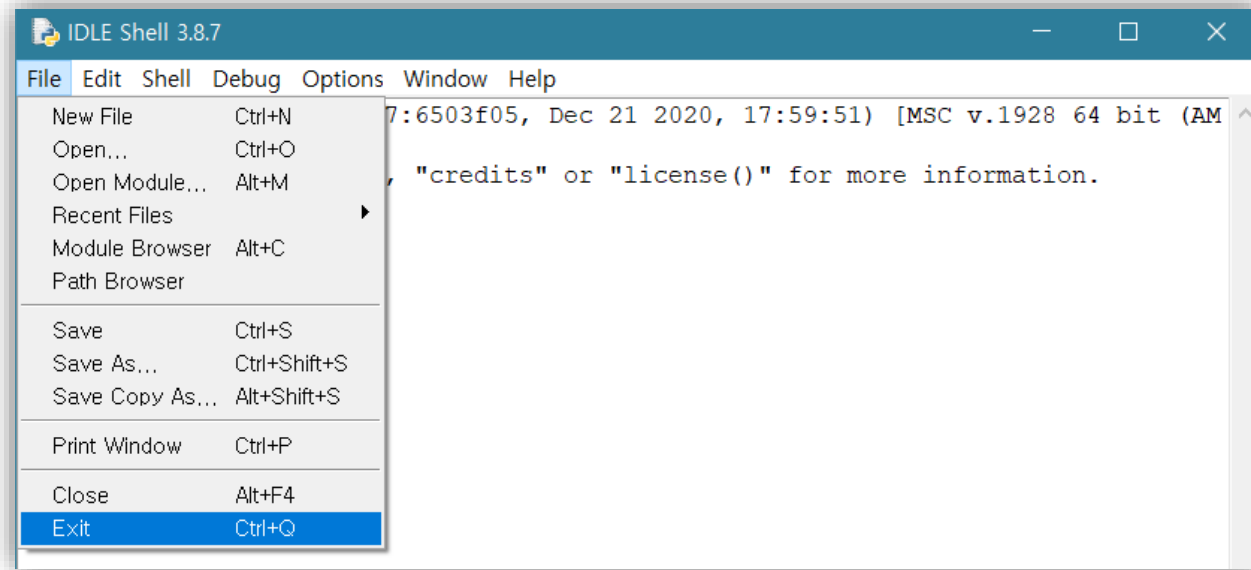 IDLE Shell 3.8.7
File Edit Shell Debug Options Window Help
7:6503f05, Dec 21 2020, 17:59:51) [MSC v.1928 64 bit (AM
, "credits" or "license()" for more information.
New File Ctrl+N
Open... Ctrl+O
Open Module... Alt+M
Recent Files
Module Browser Alt+C
Path Browser
Save Ctrl+S
Save As... Ctrl+Shift+S
Save Copy As... Alt+Shift+S
Print Window Ctrl+P
Close Alt+F4
Exit Ctrl+Q